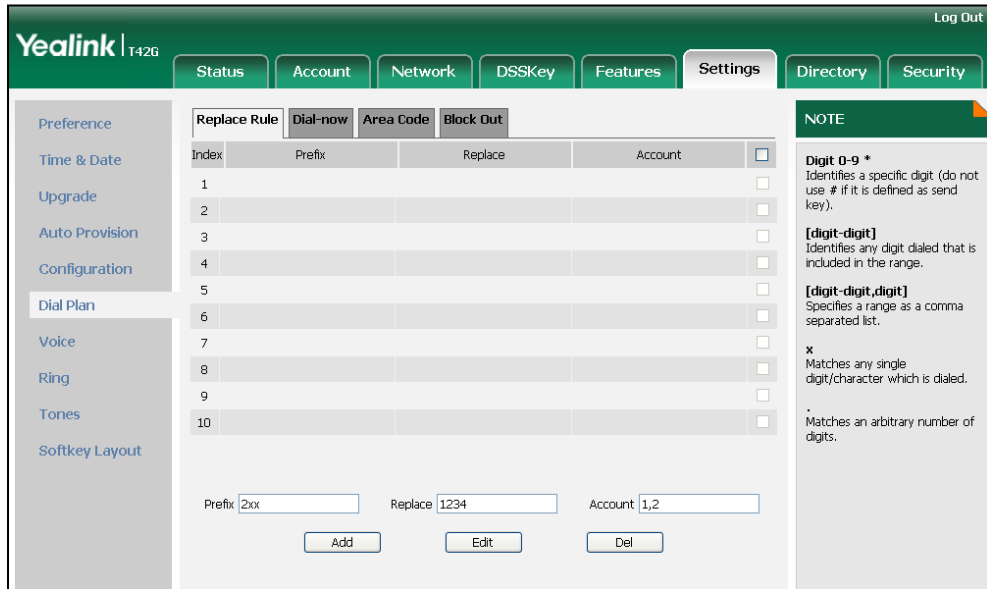 Log Out
Yealink T42G
Status Account Network DSSKey Features Settings Directory Security
Preference
Time & Date
Upgrade
Auto Provision
Configuration
Dial Plan
Voice
Ring
Tones
Softkey Layout
Replace Rule Dial-now Area Code Block Out
Index Prefix Replace Account
1
2
3
4
5
6
7
8
9
10
Prefix 2xx Replace 1234 Account 1,2
Add Edit Del
NOTE
Digit 0-9 *
Identifies a specific digit (do not
use # if it is defined as send
key).
[digit-digit]
Identifies any digit dialed that is
included in the range.
[digit-digit,digit]
Specifies a range as a comma
separated list.
x
Matches any single
digit/character which is dialed.
.
Matches an arbitrary number of
digits.